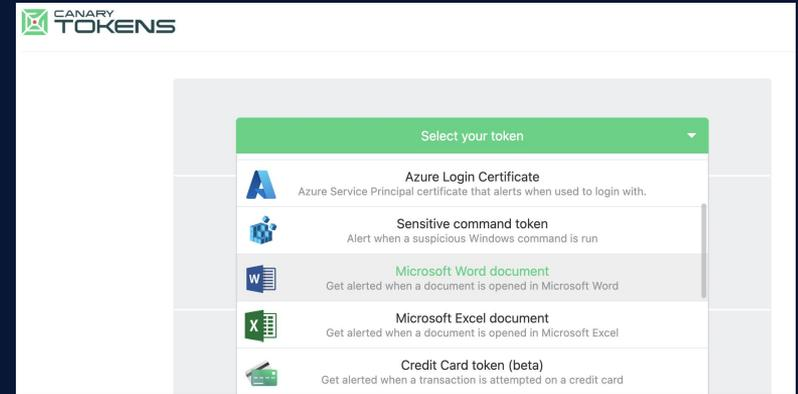 CANARY
TOKENS
Select your token
Azure Login Certificate
Azure Service Principal certificate that alerts when used to login with.
Sensitive command token
Alert when a suspicious Windows command is run
W
Microsoft Word document
Get alerted when a document is opened in Microsoft Word
X
Microsoft Excel document
Get alerted when a document is opened in Microsoft Excel
Credit Card token (beta)
Get alerted when a transaction is attempted on a credit card